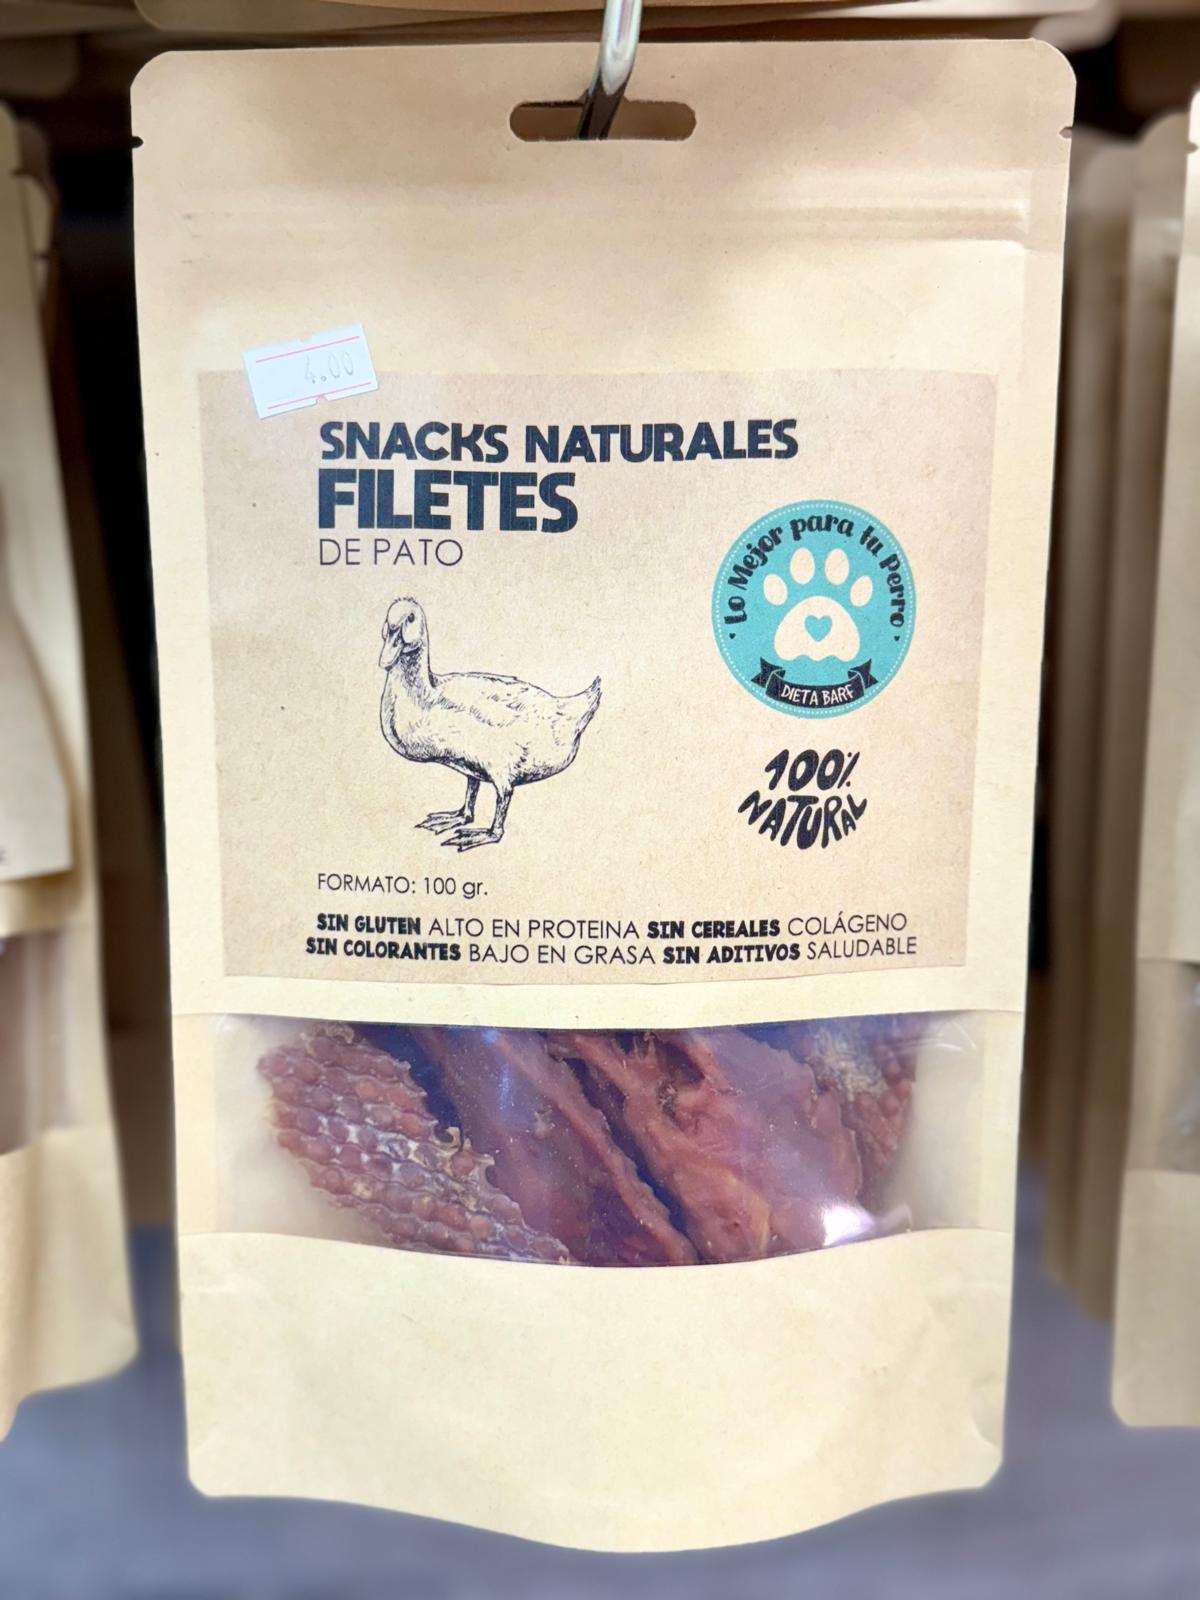 4.00
SNACKS NATURALES
FILETES
DE PATO
Lo Mejor para tu Perro
DIETA BARF
100%
NATURAL
FORMATO: 100 gr.
SIN GLUTEN ALTO EN PROTEINA SIN CEREALES COLÁGENO
SIN COLORANTES BAJO EN GRASA SIN ADITIVOS SALUDABLE